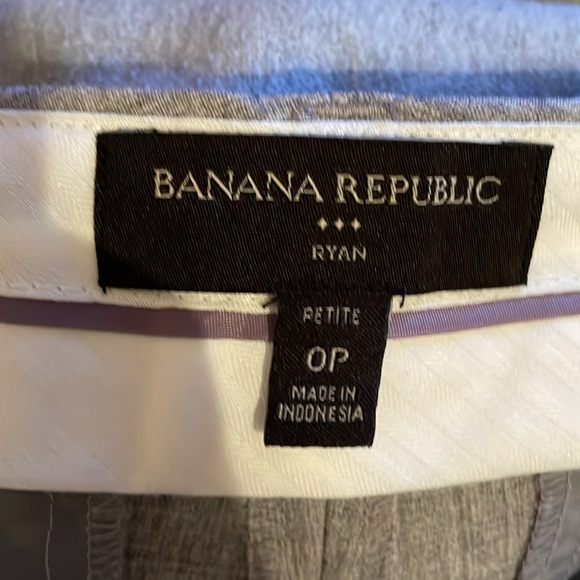 BANANA REPUBLIC
RYAN
PETITE
0P
MADE IN
INDONESIA